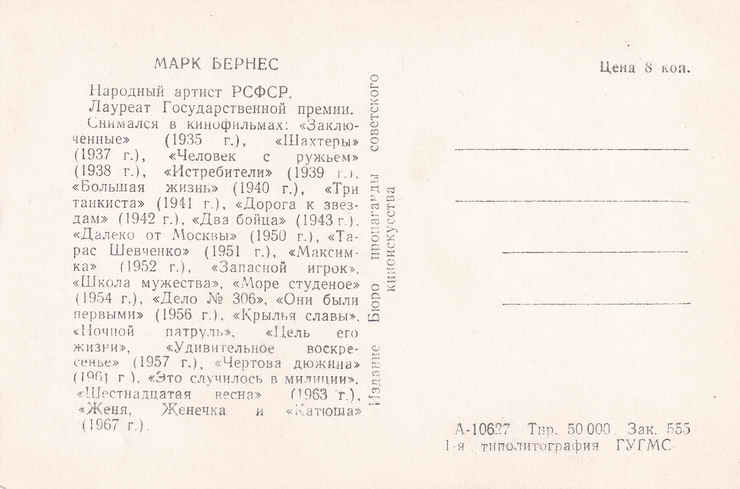 МАРК БЕРНЕС
Народный артист РСФСР.
Лауреат Государственной премии.
Снимался в кинофильмах: «Заклю-
ченные» (1935 г.), «Шахтеры»
(1937 г.), «Человек с ружьем»
(1938 г.), «Истребители» (1939 г.),
«Большая жизнь» (1940 г.), «Три
танкиста» (1941 г.), «Дорога к звез-
дам» (1942 г.), «Два бойца» (1943 г.).
«Далеко от Москвы» (1950 г.), «Та-
рас Шевченко» (1951 г.), «Максим-
ка» (1952 г.), «Запасной игрок»,
«Школа мужества», «Море студеное»
(1954 г.), «Дело № 306», «Они были
первыми» (1956 г.), «Крылья славы»,
«Ночной патруль», «Цель его
жизни», «Удивительное воскре-
сенье» (1957 г.), «Чертова дюжина»
(1961 г.), «Это случилось в милиции»,
«Шестнадцатая весна» (1963 г.),
«Женя, Женечка и «Катюша»
(1967 г.).
Издание Бюро пропаганды советского
киноискусства
Цена 8 коп.
А-10627 Тир. 50 000 Зак. 555
1-я типолитография ГУГМС